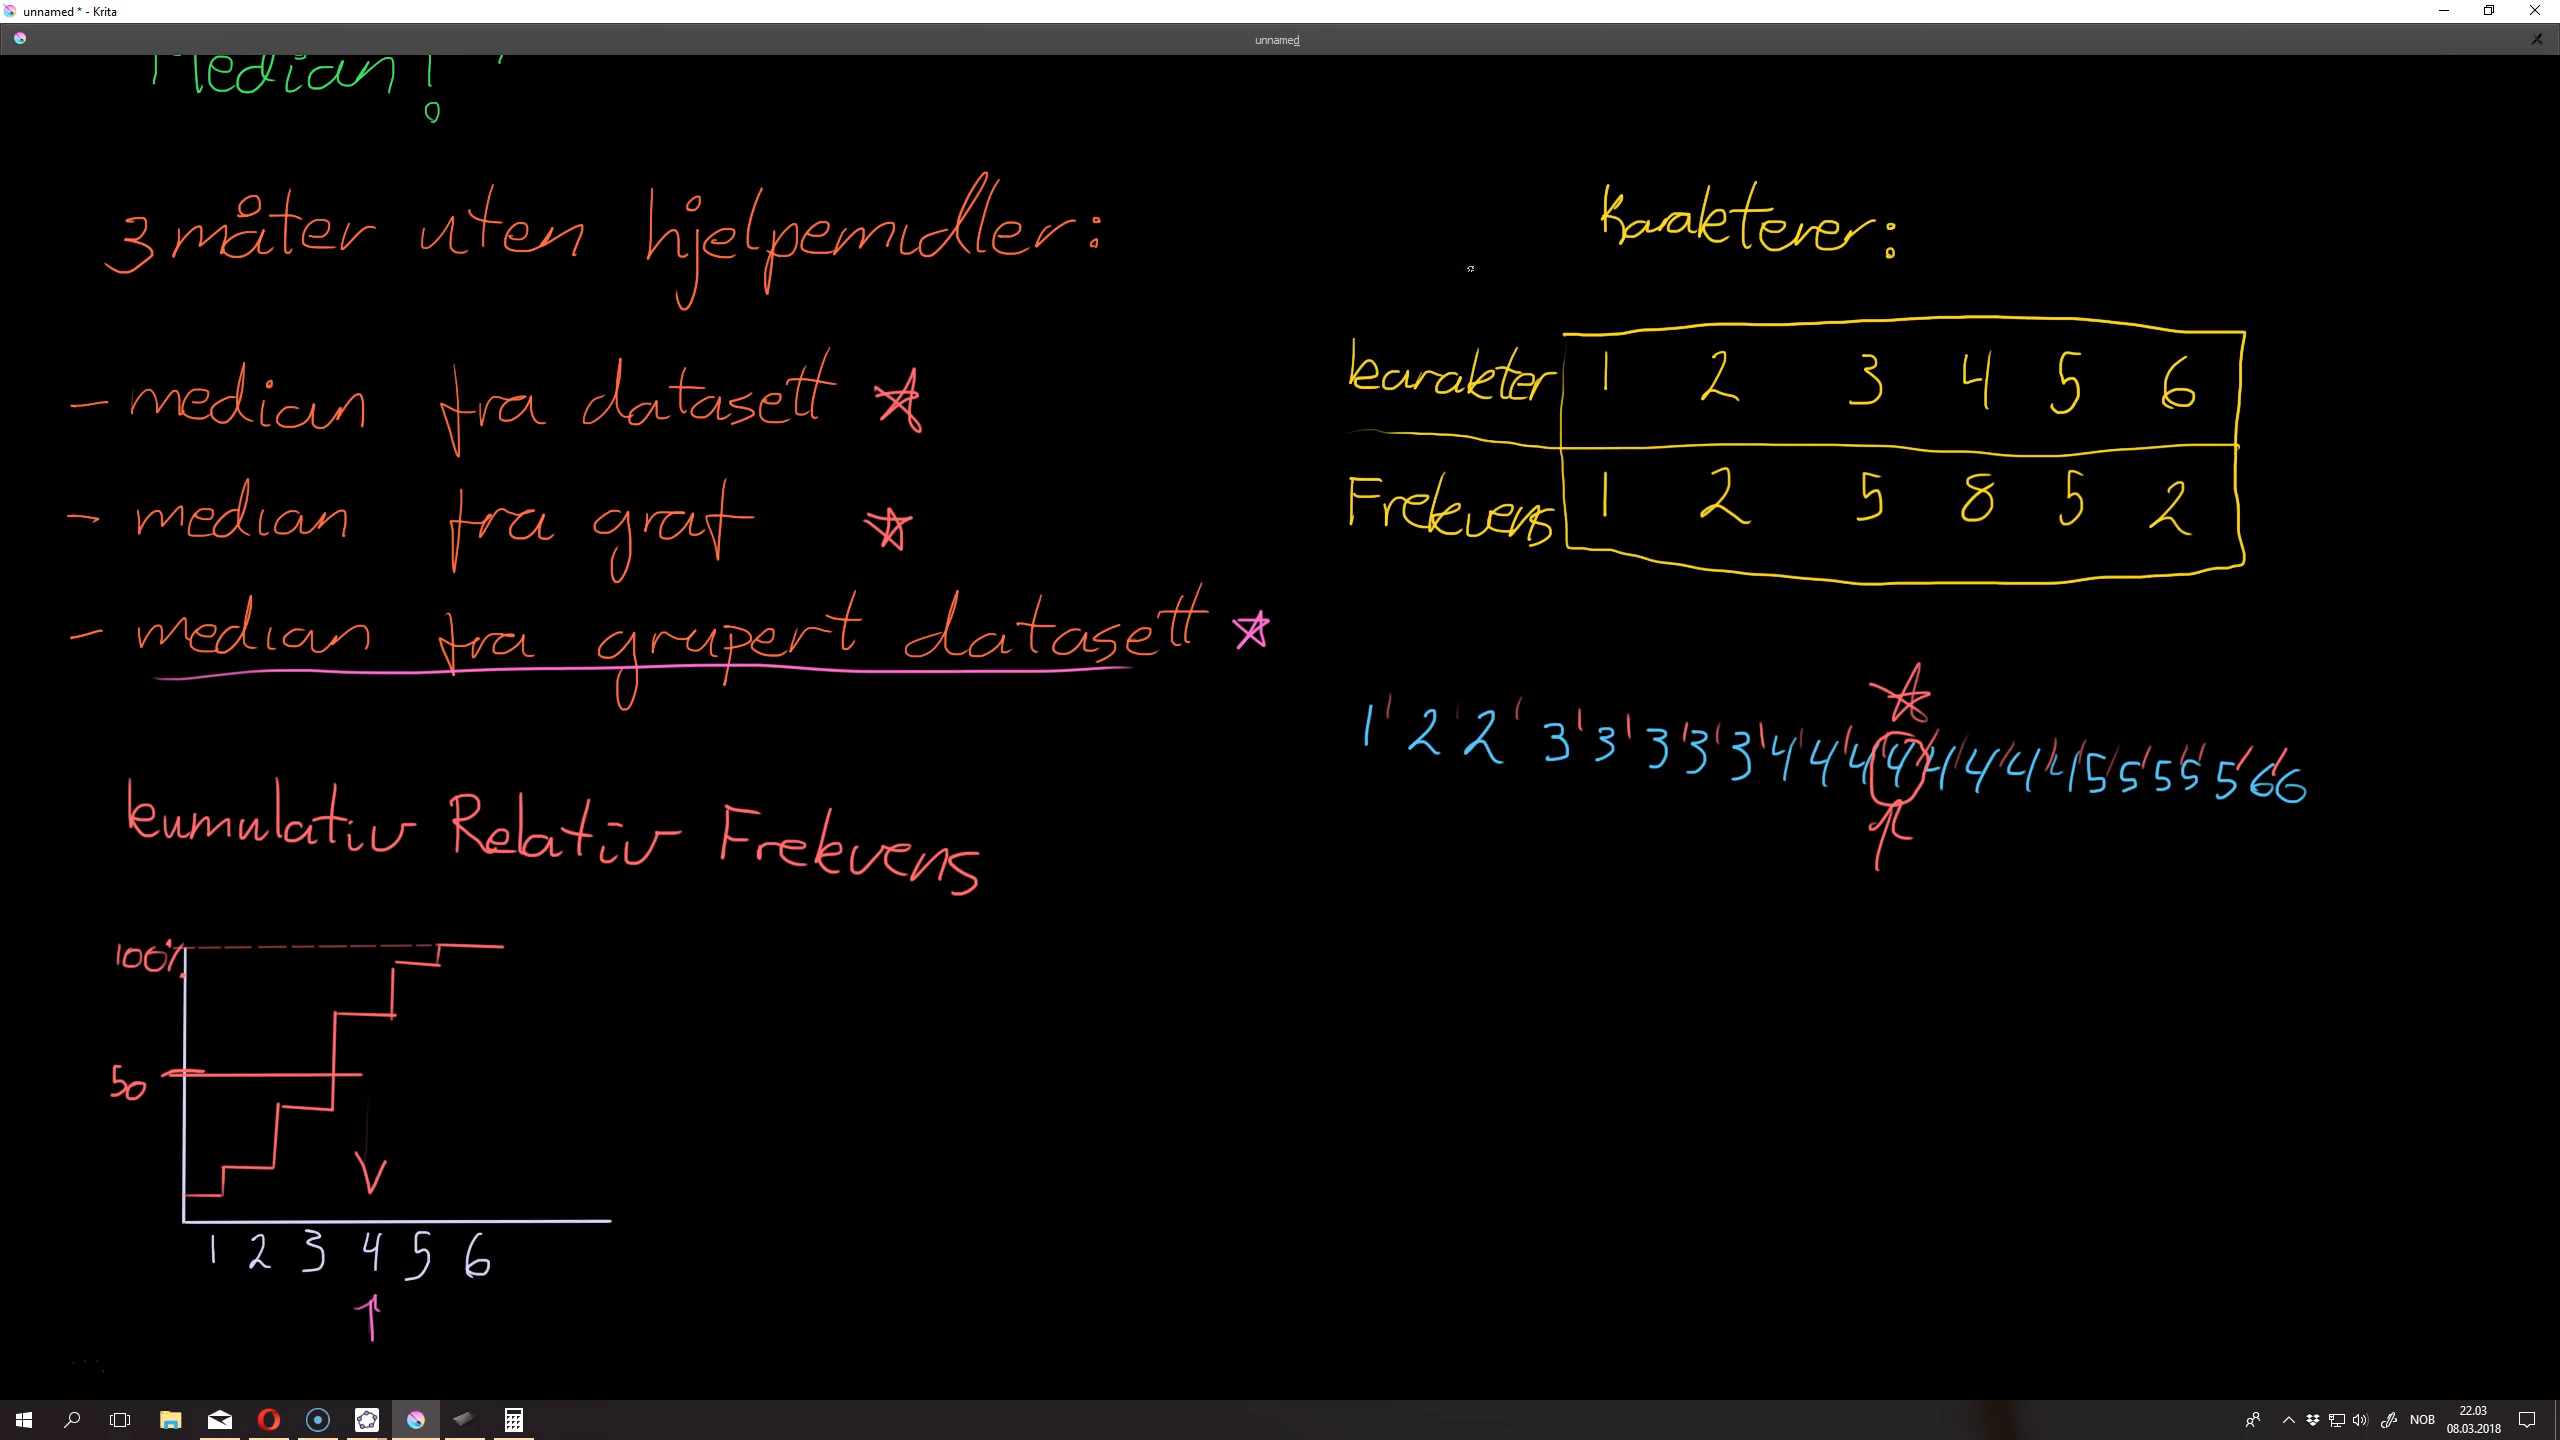 unnamed * - Krita
unnamed
Median!
3 måter uten hjelpemidler:
- median fra datasett
- median fra graf
- median fra grupert datasett
kumulativ Relativ Frekvens
100%
50
1 2 3 4 5 6
Karakterer:
karakter 1 2 3 4 5 6
Frekvens 1 2 5 8 5 2
1 2 2 3 3 3 3 3 4 4 4 4 4 4 4 4 5 5 5 5 5 6 6
NOB
22.03
08.03.2018